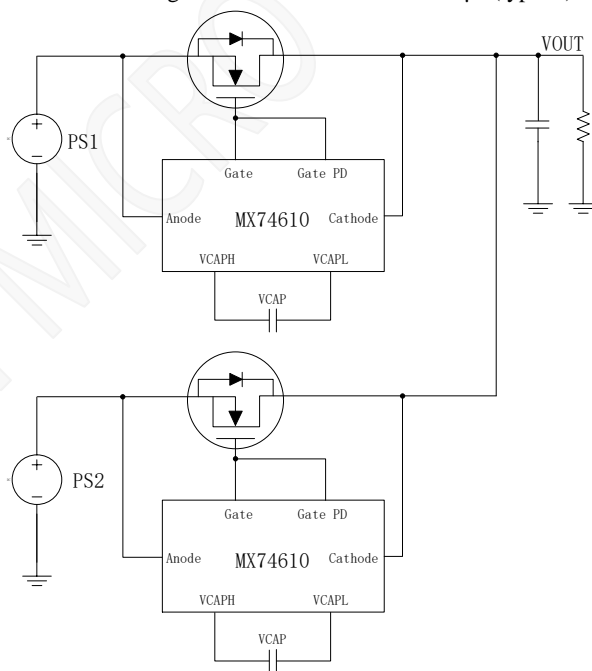 VOUT
+
−
PS1
Gate
Gate PD
Anode
MX74610
Cathode
VCAPH
VCAPL
VCAP
+
−
PS2
Gate
Gate PD
Anode
MX74610
Cathode
VCAPH
VCAPL
VCAP
MICRO